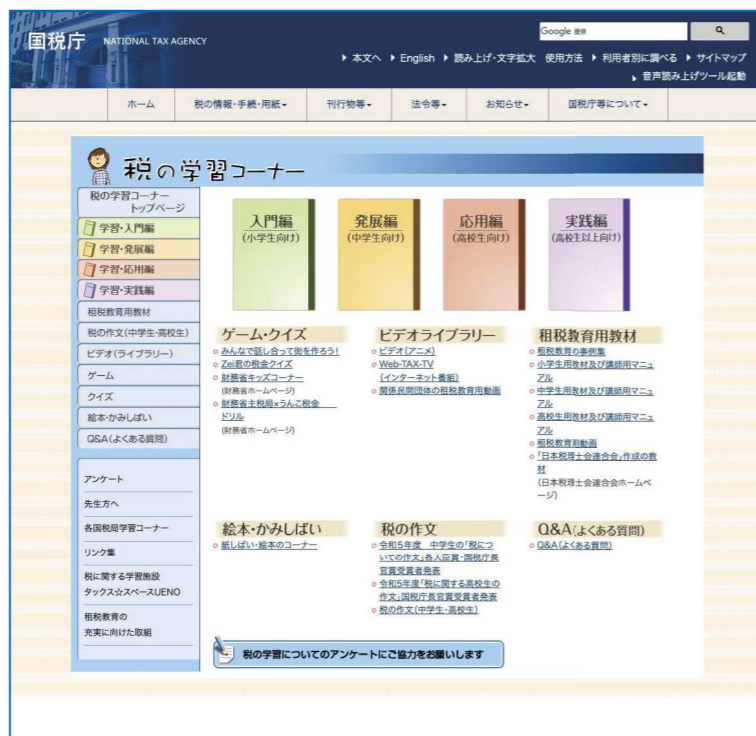 国税庁 NATIONAL TAX AGENCY
Google 提供
本文へ English 読み上げ・文字拡大 使用方法 利用者別に調べる サイトマップ
音声読み上げツール起動
ホーム 税の情報・手続・用紙 刊行物等 法令等 お知らせ 国税庁等について
税の学習コーナー
税の学習コーナー
トップページ
学習・入門編
学習・発展編
学習・応用編
学習・実践編
租税教育用教材
税の作文(中学生・高校生)
ビデオ(ライブラリー)
ゲーム
クイズ
絵本・かみしばい
Q&A(よくある質問)
アンケート
先生方へ
各国税局学習コーナー
リンク集
税に関する学習施設
タックス☆スペースUENO
租税教育の
充実に向けた取組
入門編
(小学生向け)
発展編
(中学生向け)
応用編
(高校生向け)
実践編
(高校生以上向け)
ゲーム・クイズ
みんなで話し合って街を作ろう!
Zei君の税金クイズ
財務省キッズコーナー
(財務省ホームページ)
財務省主税局×うんこ税金
ドリル
(財務省ホームページ)
ビデオライブラリー
ビデオ(アニメ)
Web-TAX-TV
(インターネット番組)
関係民間団体の租税教育用動画
租税教育用教材
租税教育の事例集
小学生用教材及び講師用マニュ
アル
中学生用教材及び講師用マニュ
アル
高校生用教材及び講師用マニュ
アル
租税教育用動画
「日本税理士会連合会」作成の教
材
(日本税理士会連合会ホームペ
ージ)
絵本・かみしばい
紙しばい・絵本のコーナー
税の作文
令和5年度 中学生の「税につ
いての作文」各人臣賞・国税庁長
官賞受賞者発表
令和5年度「税に関する高校生の
作文」国税庁長官賞受賞者発表
税の作文(中学生・高校生)
Q&A(よくある質問)
Q&A(よくある質問)
税の学習についてのアンケートにご協力をお願いします